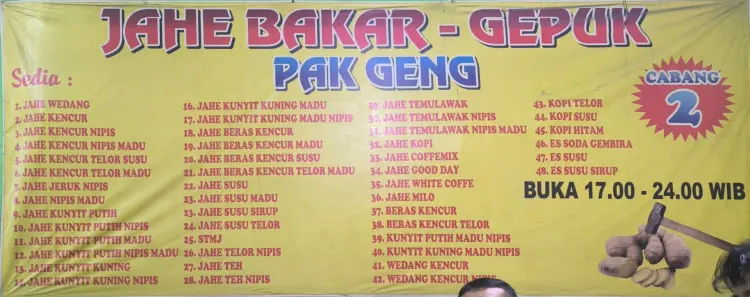 JAHE BAKAR - GEPUK
PAK GENG
CABANG
2
Sedia :
1. JAHE WEDANG
2. JAHE KENCUR
3. JAHE KENCUR NIPIS
4. JAHE KENCUR NIPIS MADU
5. JAHE KENCUR TELOR SUSU
6. JAHE KENCUR TELOR MADU
7. JAHE JERUK NIPIS
8. JAHE NIPIS MADU
9. JAHE KUNYIT PUTIH
10. JAHE KUNYIT PUTIH NIPIS
11. JAHE KUNYIT PUTIH MADU
12. JAHE KUNYIT PUTIH NIPIS MADU
13. JAHE KUNYIT KUNING
14. JAHE KUNYIT KUNING NIPIS
16. JAHE KUNYIT KUNING MADU
17. JAHE KUNYIT KUNING MADU NIPIS
18. JAHE BERAS KENCUR
19. JAHE BERAS KENCUR MADU
20. JAHE BERAS KENCUR SUSU
21. JAHE BERAS KENCUR TELOR MADU
22. JAHE SUSU
23. JAHE SUSU MADU
23. JAHE SUSU SIRUP
24. JAHE SUSU TELOR
25. STMJ
26. JAHE TELOR NIPIS
27. JAHE TEH
28. JAHE TEH NIPIS
29. JAHE TEMULAWAK
30. JAHE TEMULAWAK NIPIS
31. JAHE TEMULAWAK NIPIS MADU
32. JAHE KOPI
33. JAHE COFFEMIX
34. JAHE GOOD DAY
35. JAHE WHITE COFFE
36. JAHE MILO
37. BERAS KENCUR
38. BERAS KENCUR TELOR
39. KUNYIT PUTIH MADU NIPIS
40. KUNYIT KUNING MADU NIPIS
41. WEDANG KENCUR
42. WEDANG KENCUR NIPIS
43. KOPI TELOR
44. KOPI SUSU
45. KOPI HITAM
46. ES SODA GEMBIRA
47. ES SUSU
48. ES SUSU SIRUP
BUKA 17.00 - 24.00 WIB